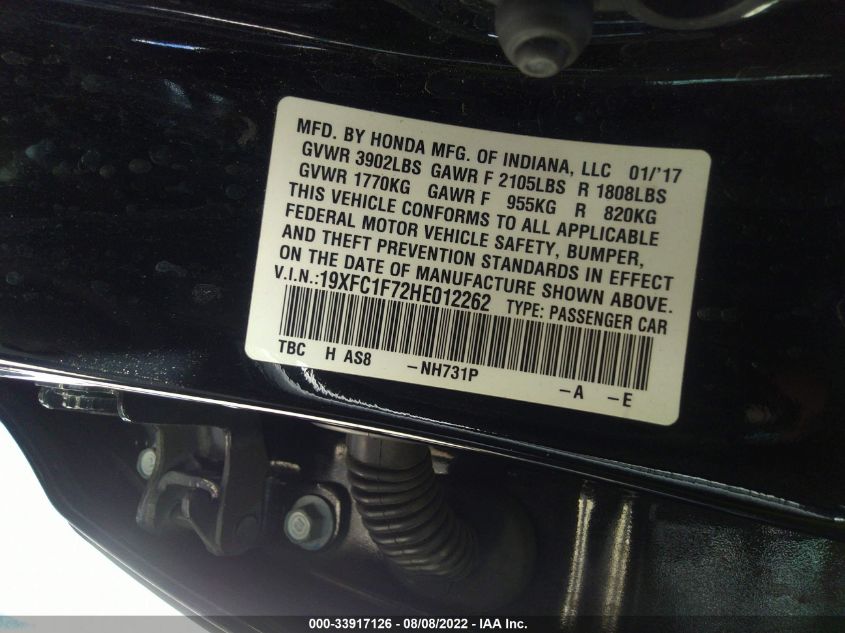 MFD. BY HONDA MFG. OF INDIANA, LLC 01/'17
GVWR 3902LBS GAWR F 2105LBS R 1808LBS
GVWR 1770KG GAWR F 955KG R 820KG
THIS VEHICLE CONFORMS TO ALL APPLICABLE
FEDERAL MOTOR VEHICLE SAFETY, BUMPER,
AND THEFT PREVENTION STANDARDS IN EFFECT
ON THE DATE OF MANUFACTURE SHOWN ABOVE.
V.I.N.:19XFC1F72HE012262 TYPE: PASSENGER CAR
TBC H AS8 -NH731P -A -E
000-33917126 - 08/08/2022 - IAA Inc.